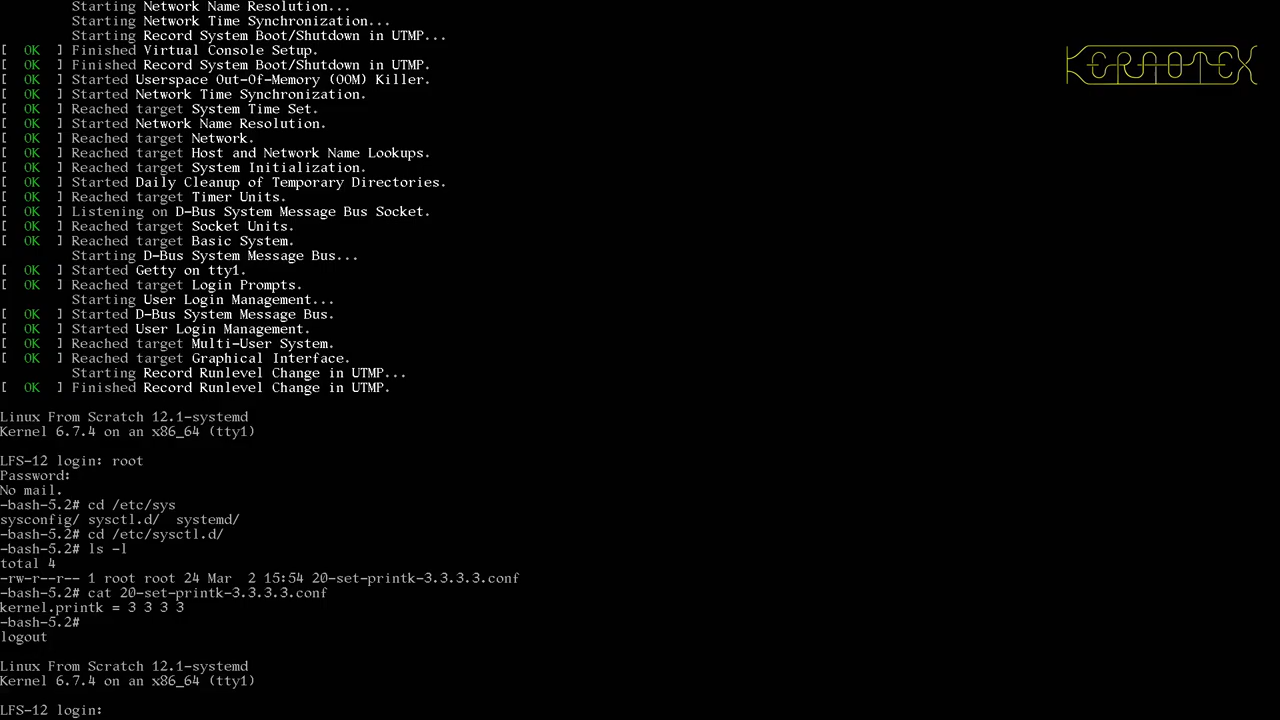 Starting Network Name Resolution...
Starting Network Time Synchronization...
Starting Record System Boot/Shutdown in UTMP...
[  OK  ] Finished Virtual Console Setup.
[  OK  ] Finished Record System Boot/Shutdown in UTMP.
[  OK  ] Started Userspace Out-Of-Memory (OOM) Killer.
[  OK  ] Started Network Time Synchronization.
[  OK  ] Reached target System Time Set.
[  OK  ] Started Network Name Resolution.
[  OK  ] Reached target Network.
[  OK  ] Reached target Host and Network Name Lookups.
[  OK  ] Reached target System Initialization.
[  OK  ] Started Daily Cleanup of Temporary Directories.
[  OK  ] Reached target Timer Units.
[  OK  ] Listening on D-Bus System Message Bus Socket.
[  OK  ] Reached target Socket Units.
[  OK  ] Reached target Basic System.
Starting D-Bus System Message Bus...
[  OK  ] Started Getty on tty1.
[  OK  ] Reached target Login Prompts.
Starting User Login Management...
[  OK  ] Started D-Bus System Message Bus.
[  OK  ] Started User Login Management.
[  OK  ] Reached target Multi-User System.
[  OK  ] Reached target Graphical Interface.
Starting Record Runlevel Change in UTMP...
[  OK  ] Finished Record Runlevel Change in UTMP.
Linux From Scratch 12.1-systemd
Kernel 6.7.4 on an x86_64 (tty1)
LFS-12 login: root
Password:
No mail.
-bash-5.2# cd /etc/sys
sysconfig/ sysctl.d/  systemd/
-bash-5.2# cd /etc/sysctl.d/
-bash-5.2# ls -l
total 4
-rw-r--r-- 1 root root 24 Mar  2 15:54 20-set-printk-3.3.3.3.conf
-bash-5.2# cat 20-set-printk-3.3.3.3.conf
kernel.printk = 3 3 3 3
-bash-5.2#
logout
Linux From Scratch 12.1-systemd
Kernel 6.7.4 on an x86_64 (tty1)
LFS-12 login: